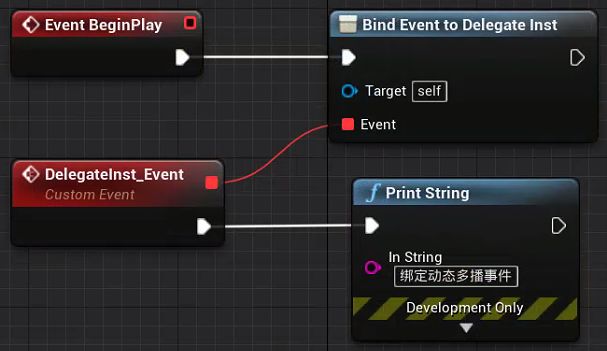 Event BeginPlay
Bind Event to Delegate Inst
Target self
Event
DelegateInst_Event
Custom Event
Print String
In String
绑定动态多播事件
Development Only